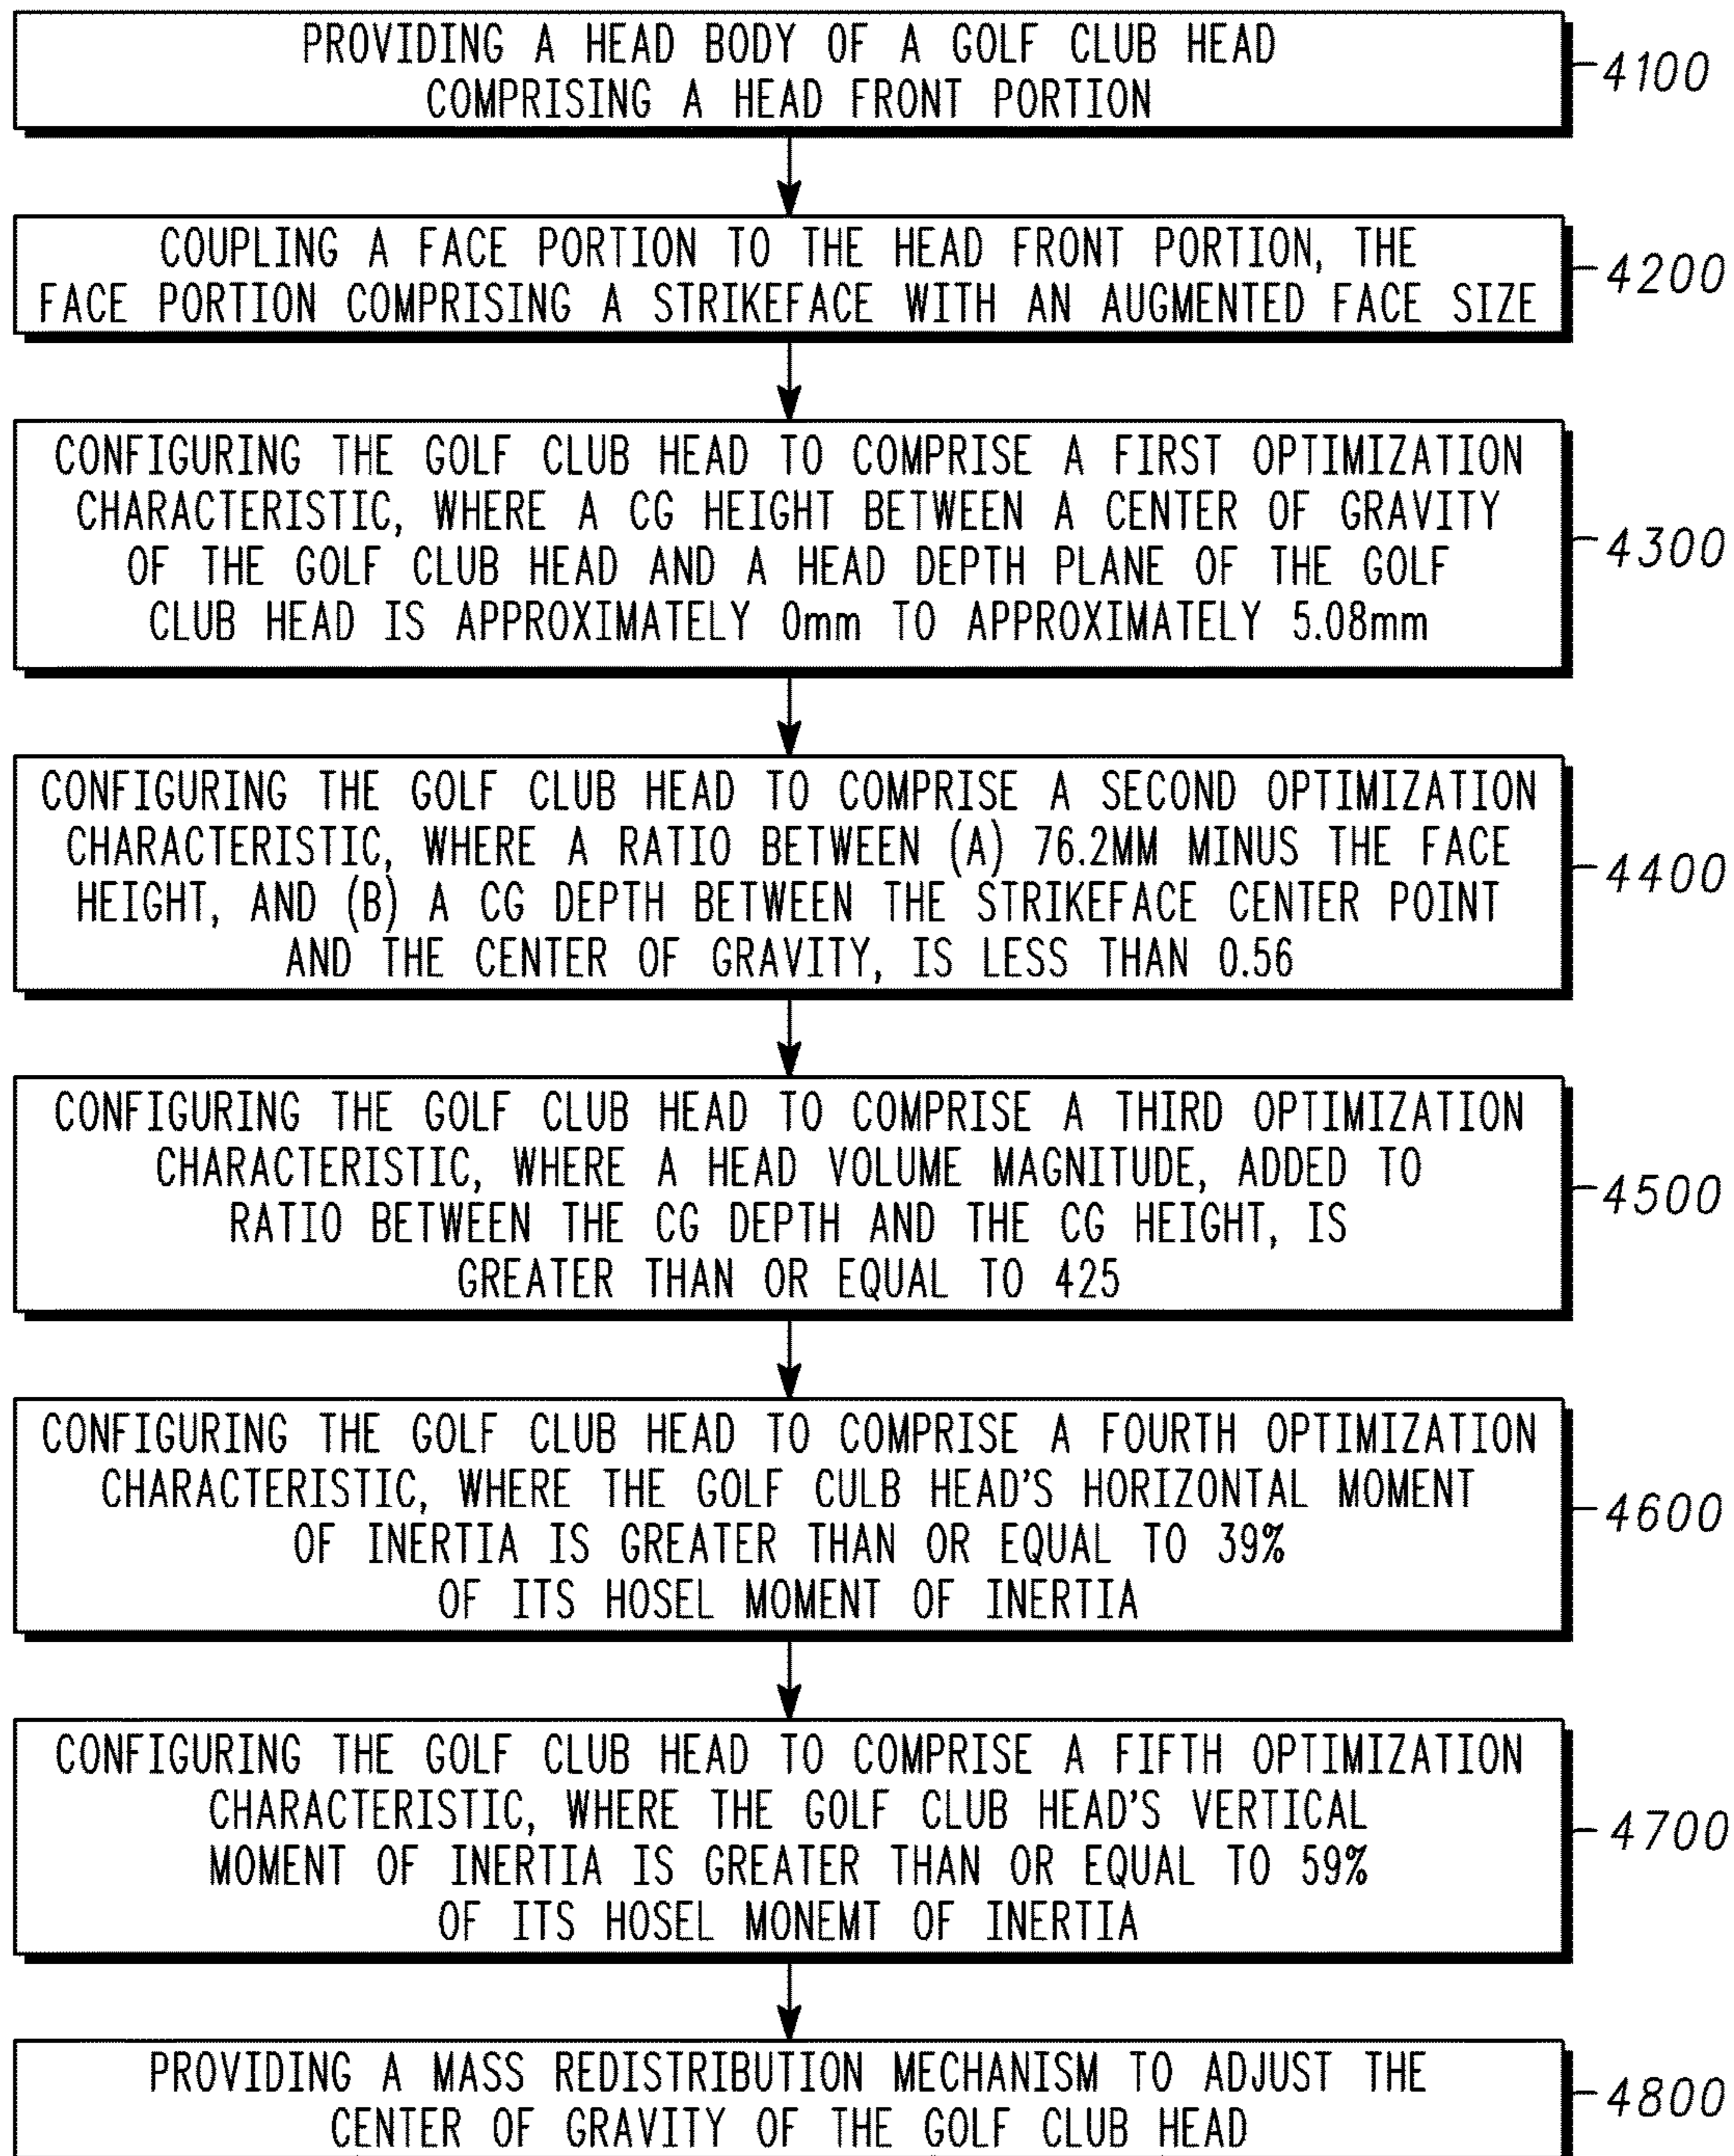 PROVIDING A HEAD BODY OF A GOLF CLUB HEAD
COMPRISING A HEAD FRONT PORTION
4100
COUPLING A FACE PORTION TO THE HEAD FRONT PORTION, THE
FACE PORTION COMPRISING A STRIKEFACE WITH AN AUGMENTED FACE SIZE
4200
CONFIGURING THE GOLF CLUB HEAD TO COMPRISE A FIRST OPTIMIZATION
CHARACTERISTIC, WHERE A CG HEIGHT BETWEEN A CENTER OF GRAVITY
OF THE GOLF CLUB HEAD AND A HEAD DEPTH PLANE OF THE GOLF
CLUB HEAD IS APPROXIMATELY 0mm TO APPROXIMATELY 5.08mm
4300
CONFIGURING THE GOLF CLUB HEAD TO COMPRISE A SECOND OPTIMIZATION
CHARACTERISTIC, WHERE A RATIO BETWEEN (A) 76.2MM MINUS THE FACE
HEIGHT, AND (B) A CG DEPTH BETWEEN THE STRIKEFACE CENTER POINT
AND THE CENTER OF GRAVITY, IS LESS THAN 0.56
4400
CONFIGURING THE GOLF CLUB HEAD TO COMPRISE A THIRD OPTIMIZATION
CHARACTERISTIC, WHERE A HEAD VOLUME MAGNITUDE, ADDED TO
RATIO BETWEEN THE CG DEPTH AND THE CG HEIGHT, IS
GREATER THAN OR EQUAL TO 425
4500
CONFIGURING THE GOLF CLUB HEAD TO COMPRISE A FOURTH OPTIMIZATION
CHARACTERISTIC, WHERE THE GOLF CULB HEAD'S HORIZONTAL MOMENT
OF INERTIA IS GREATER THAN OR EQUAL TO 39%
OF ITS HOSEL MOMENT OF INERTIA
4600
CONFIGURING THE GOLF CLUB HEAD TO COMPRISE A FIFTH OPTIMIZATION
CHARACTERISTIC, WHERE THE GOLF CLUB HEAD'S VERTICAL
MOMENT OF INERTIA IS GREATER THAN OR EQUAL TO 59%
OF ITS HOSEL MONEMT OF INERTIA
4700
PROVIDING A MASS REDISTRIBUTION MECHANISM TO ADJUST THE
CENTER OF GRAVITY OF THE GOLF CLUB HEAD
4800